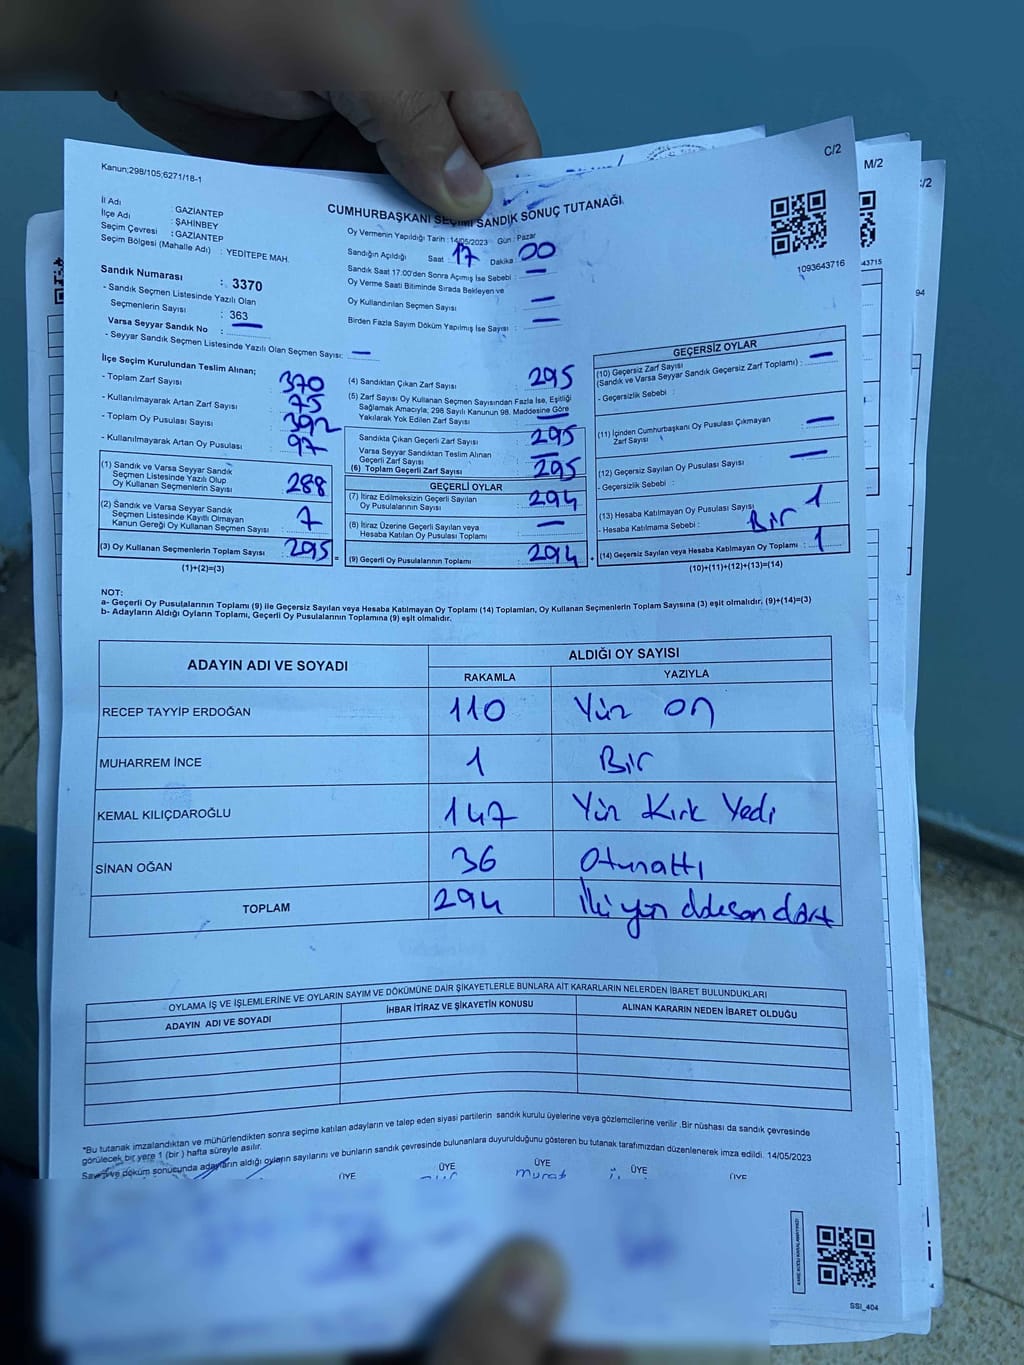 C/2
M/2
:/2
Kanun;298/105;6271/18-1
CUMHURBAŞKANI SEÇİMİ SANDIK SONUÇ TUTANAĞI
İl Adı : GAZİANTEP
İlçe Adı : ŞAHİNBEY
Seçim Çevresi : GAZİANTEP
Seçim Bölgesi (Mahalle Adı) : YEDİTEPE MAH.
Sandık Numarası : 3370
- Sandık Seçmen Listesinde Yazılı Olan
Seçmenlerin Sayısı : 363
Varsa Seyyar Sandık No : —
- Seyyar Sandık Seçmen Listesinde Yazılı Olan Seçmen Sayısı: —
Oy Vermenin Yapıldığı Tarih : 14/05/2023 Gün : Pazar
Sandığın Açıldığı Saat : 17 Dakika : 00
Sandık Saat 17:00'den Sonra Açımış İse Sebebi : —
Oy Verme Saati Bitiminde Sırada Bekleyen ve
Oy Kullandırılan Seçmen Sayısı : —
Birden Fazla Sayım Döküm Yapılmış İse Sayısı : —
1093643716
43715
94
İlçe Seçim Kurulundan Teslim Alınan;
- Toplam Zarf Sayısı : 370
- Kullanılmayarak Artan Zarf Sayısı : 75
- Toplam Oy Pusulası Sayısı : 392
- Kullanılmayarak Artan Oy Pusulası : 97
(1) Sandık ve Varsa Seyyar Sandık
Seçmen Listesinde Yazılı Olup
Oy Kullanan Seçmenlerin Sayısı : 288
(2) Sandık ve Varsa Seyyar Sandık
Seçmen Listesinde Kayıtlı Olmayan
Kanun Gereği Oy Kullanan Seçmen Sayısı : 7
(3) Oy Kullanan Seçmenlerin Toplam Sayısı : 295 =
(1)+(2)=(3)
(4) Sandıktan Çıkan Zarf Sayısı : 295
(5) Zarf Sayısı Oy Kullanan Seçmen Sayısından Fazla İse, Eşitliği
Sağlamak Amacıyla; 298 Sayılı Kanunun 98. Maddesine Göre
Yakılarak Yok Edilen Zarf Sayısı : —
Sandıkta Çıkan Geçerli Zarf Sayısı : 295
Varsa Seyyar Sandıktan Teslim Alınan
Geçerli Zarf Sayısı : —
(6) Toplam Geçerli Zarf Sayısı : 295
GEÇERLİ OYLAR
(7) İtiraz Edilmeksizin Geçerli Sayılan
Oy Pusulalarının Sayısı : 294
(8) İtiraz Üzerine Geçerli Sayılan veya
Hesaba Katılan Oy Pusulası Toplamı : —
(9) Geçerli Oy Pusulalarının Toplamı : 294 +
GEÇERSİZ OYLAR
(10) Geçersiz Zarf Sayısı
(Sandık ve Varsa Seyyar Sandık Geçersiz Zarf Toplamı) : —
- Geçersizlik Sebebi :
(11) İçinden Cumhurbaşkanı Oy Pusulası Çıkmayan
Zarf Sayısı : —
(12) Geçersiz Sayılan Oy Pusulası Sayısı : —
- Geçersizlik Sebebi :
(13) Hesaba Katılmayan Oy Pusulası Sayısı : 1
- Hesaba Katılmama Sebebi : Bir
(14) Geçersiz Sayılan veya Hesaba Katılmayan Oy Toplamı : 1
(10)+(11)+(12)+(13)=(14)
NOT:
a- Geçerli Oy Pusulalarının Toplamı (9) ile Geçersiz Sayılan veya Hesaba Katılmayan Oy Toplamı (14) Toplamları, Oy Kullanan Seçmenlerin Toplam Sayısına (3) eşit olmalıdır. (9)+(14)=(3)
b- Adayların Aldığı Oyların Toplamı, Geçerli Oy Pusulalarının Toplamına (9) eşit olmalıdır.
ADAYIN ADI VE SOYADI
ALDIĞI OY SAYISI
RAKAMLA YAZIYLA
RECEP TAYYİP ERDOĞAN 110 Yüz on
MUHARREM İNCE 1 Bir
KEMAL KILIÇDAROĞLU 147 Yüz Kırk Yedi
SİNAN OĞAN 36 Otuzaltı
TOPLAM 294 İki yüz doksan dört
OYLAMA İŞ VE İŞLEMLERİNE VE OYLARIN SAYIM VE DÖKÜMÜNE DAİR ŞİKAYETLERLE BUNLARA AİT KARARLARIN NELERDEN İBARET BULUNDUKLARI
ADAYIN ADI VE SOYADI İHBAR İTİRAZ VE ŞİKAYETİN KONUSU ALINAN KARARIN NEDEN İBARET OLDUĞU
*Bu tutanak imzalandıktan ve mühürlendikten sonra seçime katılan adayların ve talep eden siyasi partilerin sandık kurulu üyelerine veya gözlemcilerine verilir .Bir nüshası da sandık çevresinde
görülecek bir yere 1 (bir ) hafta süreyle asılır.
Sayım ve döküm sonucunda adayların aldığı oyların sayılarını ve bunların sandık çevresinde bulunanlara duyurulduğunu gösteren bu tutanak tarafımızdan düzenlenerek imza edildi. 14/05/2023
ÜYE ÜYE ÜYE ÜYE ÜYE
murat
SSI_404